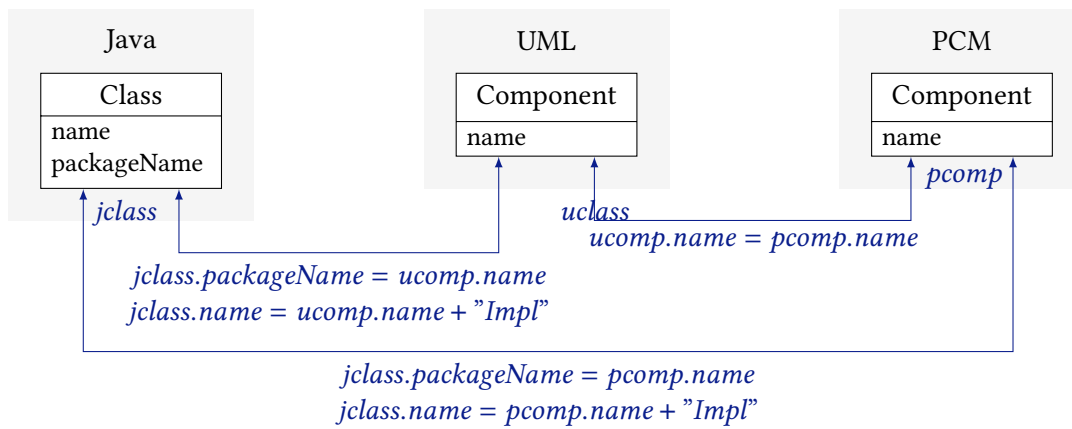 Java
UML
PCM
Class
Component
Component
name
packageName
name
name
jclass
uclass
pcomp
ucomp.name = pcomp.name
jclass.packageName = ucomp.name
jclass.name = ucomp.name + ”Impl”
jclass.packageName = pcomp.name
jclass.name = pcomp.name + ”Impl”